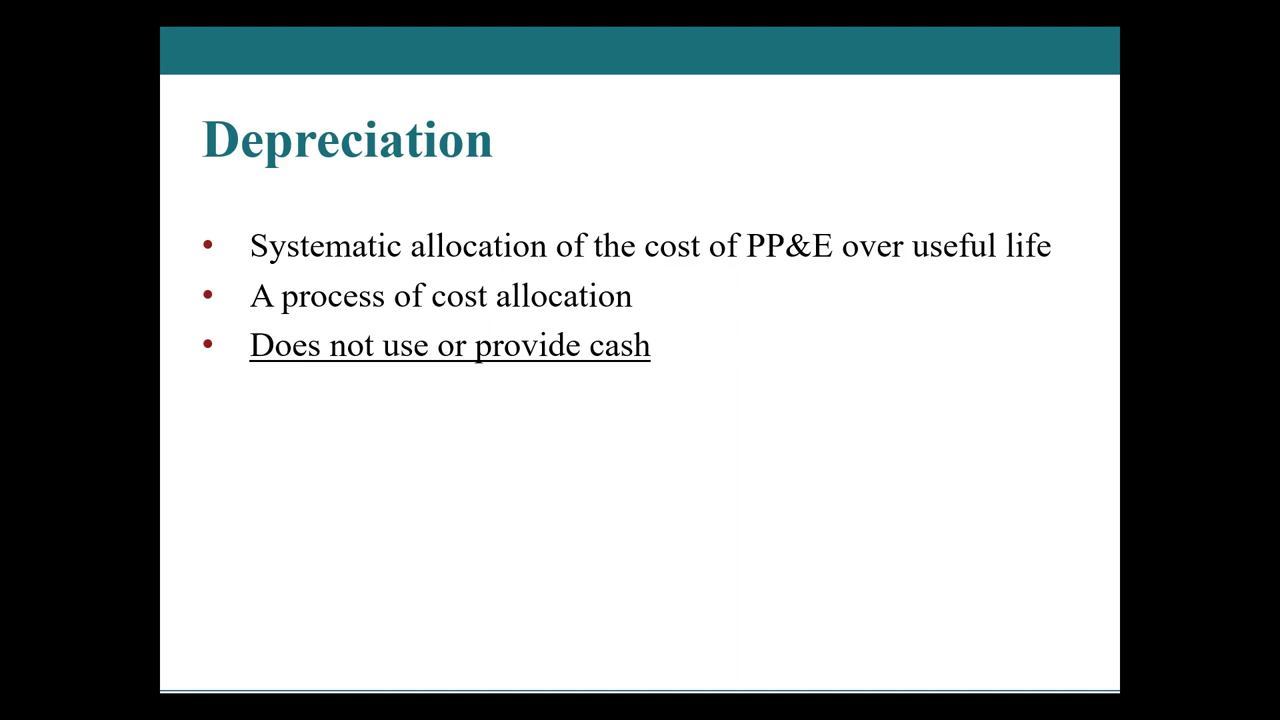 Depreciation
• Systematic allocation of the cost of PP&E over useful life
• A process of cost allocation
• Does not use or provide cash